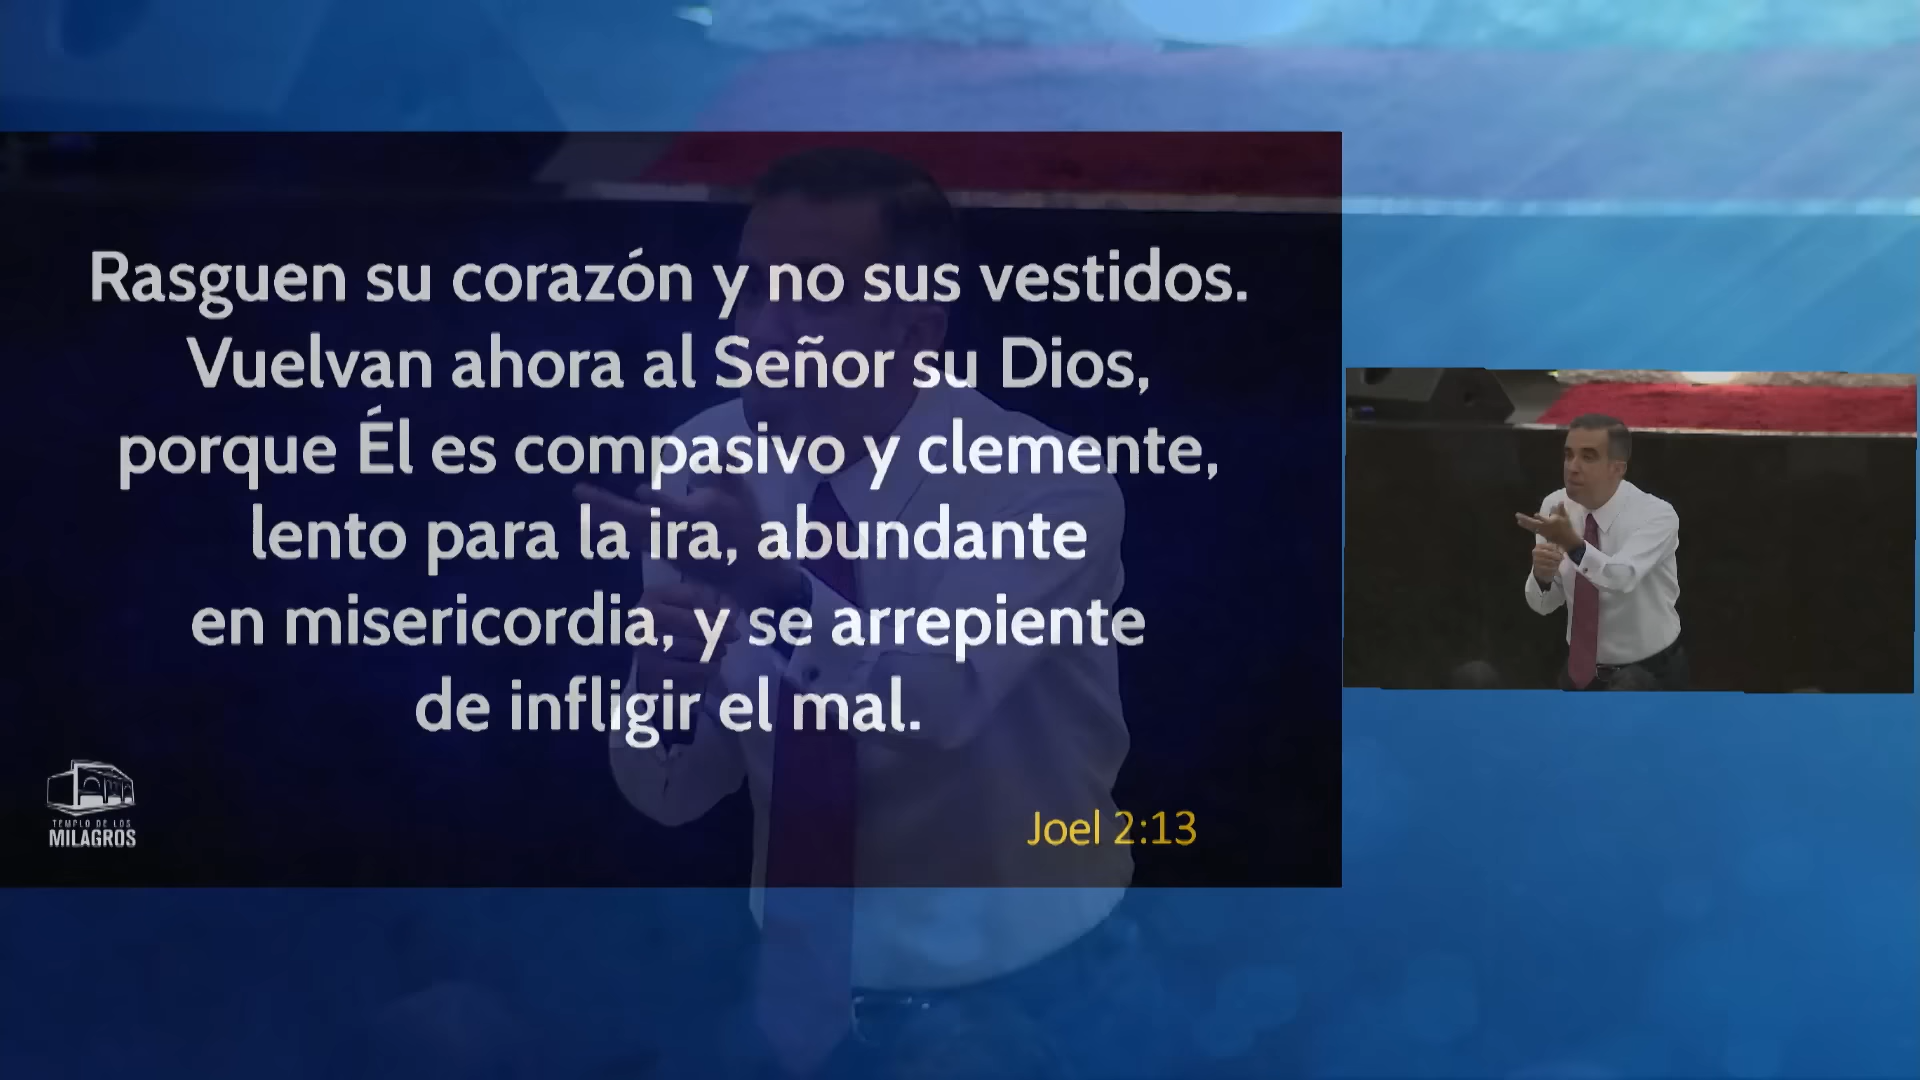 Rasguen su corazón y no sus vestidos.
Vuelvan ahora al Señor su Dios,
porque Él es compasivo y clemente,
lento para la ira, abundante
en misericordia, y se arrepiente
de infligir el mal.
Joel 2:13
TEMPLO DE LOS
MILAGROS